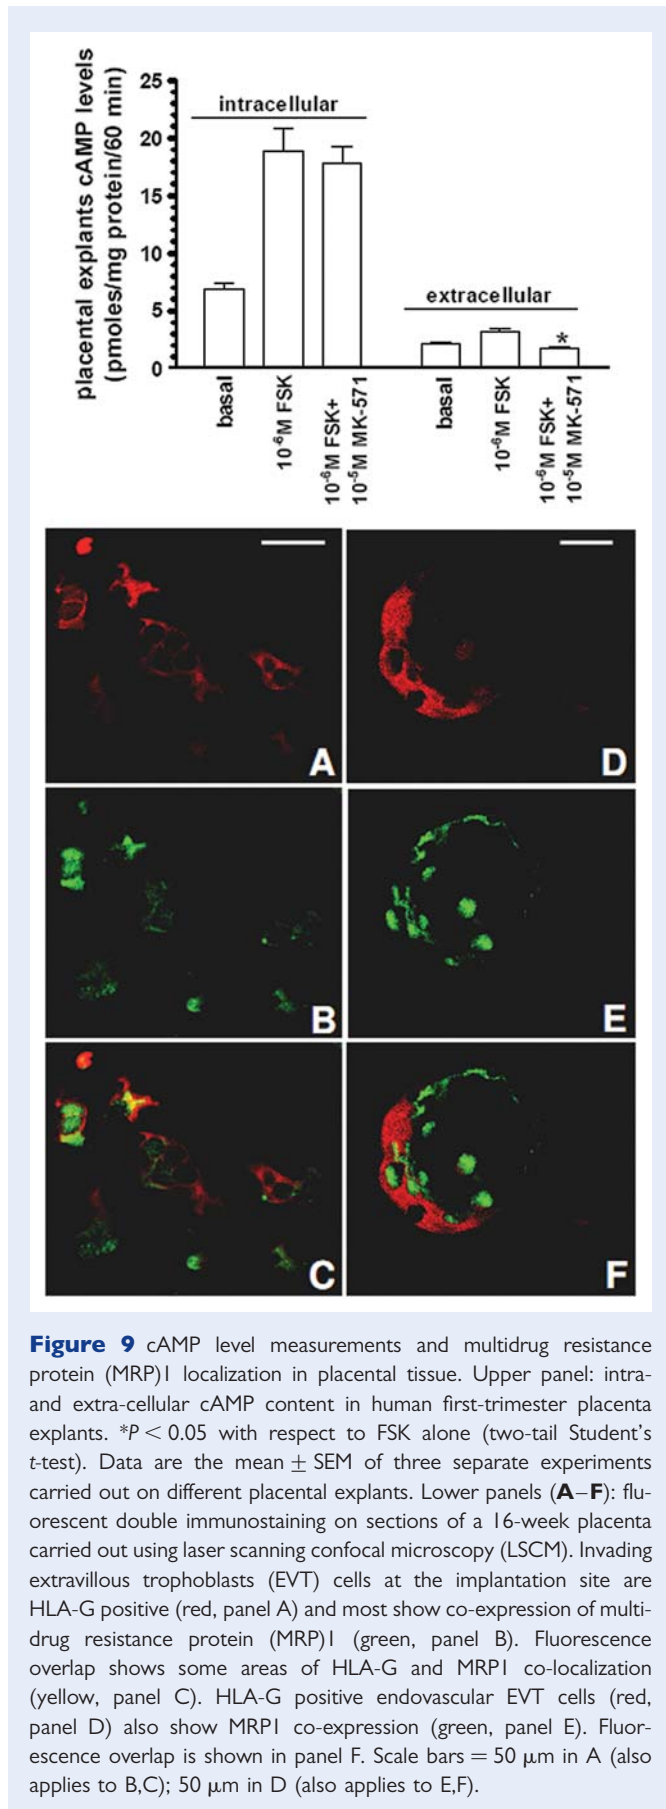 placental explants cAMP levels
(pmoles/mg protein/60 min)
25
20
15
10
5
0
intracellular
extracellular
*
basal
10⁻⁶M FSK
10⁻⁶M FSK+
10⁻⁵M MK-571
basal
10⁻⁶M FSK
10⁻⁶M FSK+
10⁻⁵M MK-571
A
D
B
E
C
F
Figure 9 cAMP level measurements and multidrug resistance
protein (MRP)1 localization in placental tissue. Upper panel: intra-
and extra-cellular cAMP content in human first-trimester placenta
explants. *P < 0.05 with respect to FSK alone (two-tail Student's
t-test). Data are the mean ± SEM of three separate experiments
carried out on different placental explants. Lower panels (A–F): flu-
orescent double immunostaining on sections of a 16-week placenta
carried out using laser scanning confocal microscopy (LSCM). Invading
extravillous trophoblasts (EVT) cells at the implantation site are
HLA-G positive (red, panel A) and most show co-expression of multi-
drug resistance protein (MRP)1 (green, panel B). Fluorescence
overlap shows some areas of HLA-G and MRP1 co-localization
(yellow, panel C). HLA-G positive endovascular EVT cells (red,
panel D) also show MRP1 co-expression (green, panel E). Fluor-
escence overlap is shown in panel F. Scale bars = 50 μm in A (also
applies to B,C); 50 μm in D (also applies to E,F).